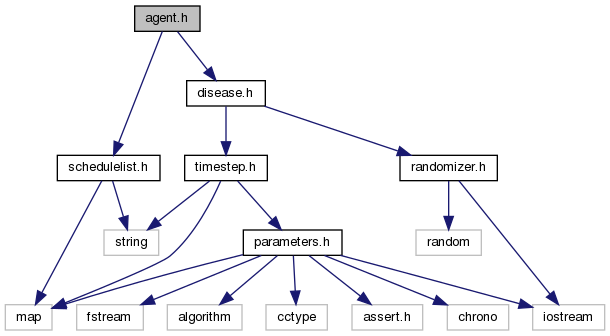 agent.h
disease.h
schedulelist.h
timestep.h
randomizer.h
string
parameters.h
random
map
fstream
algorithm
cctype
assert.h
chrono
iostream